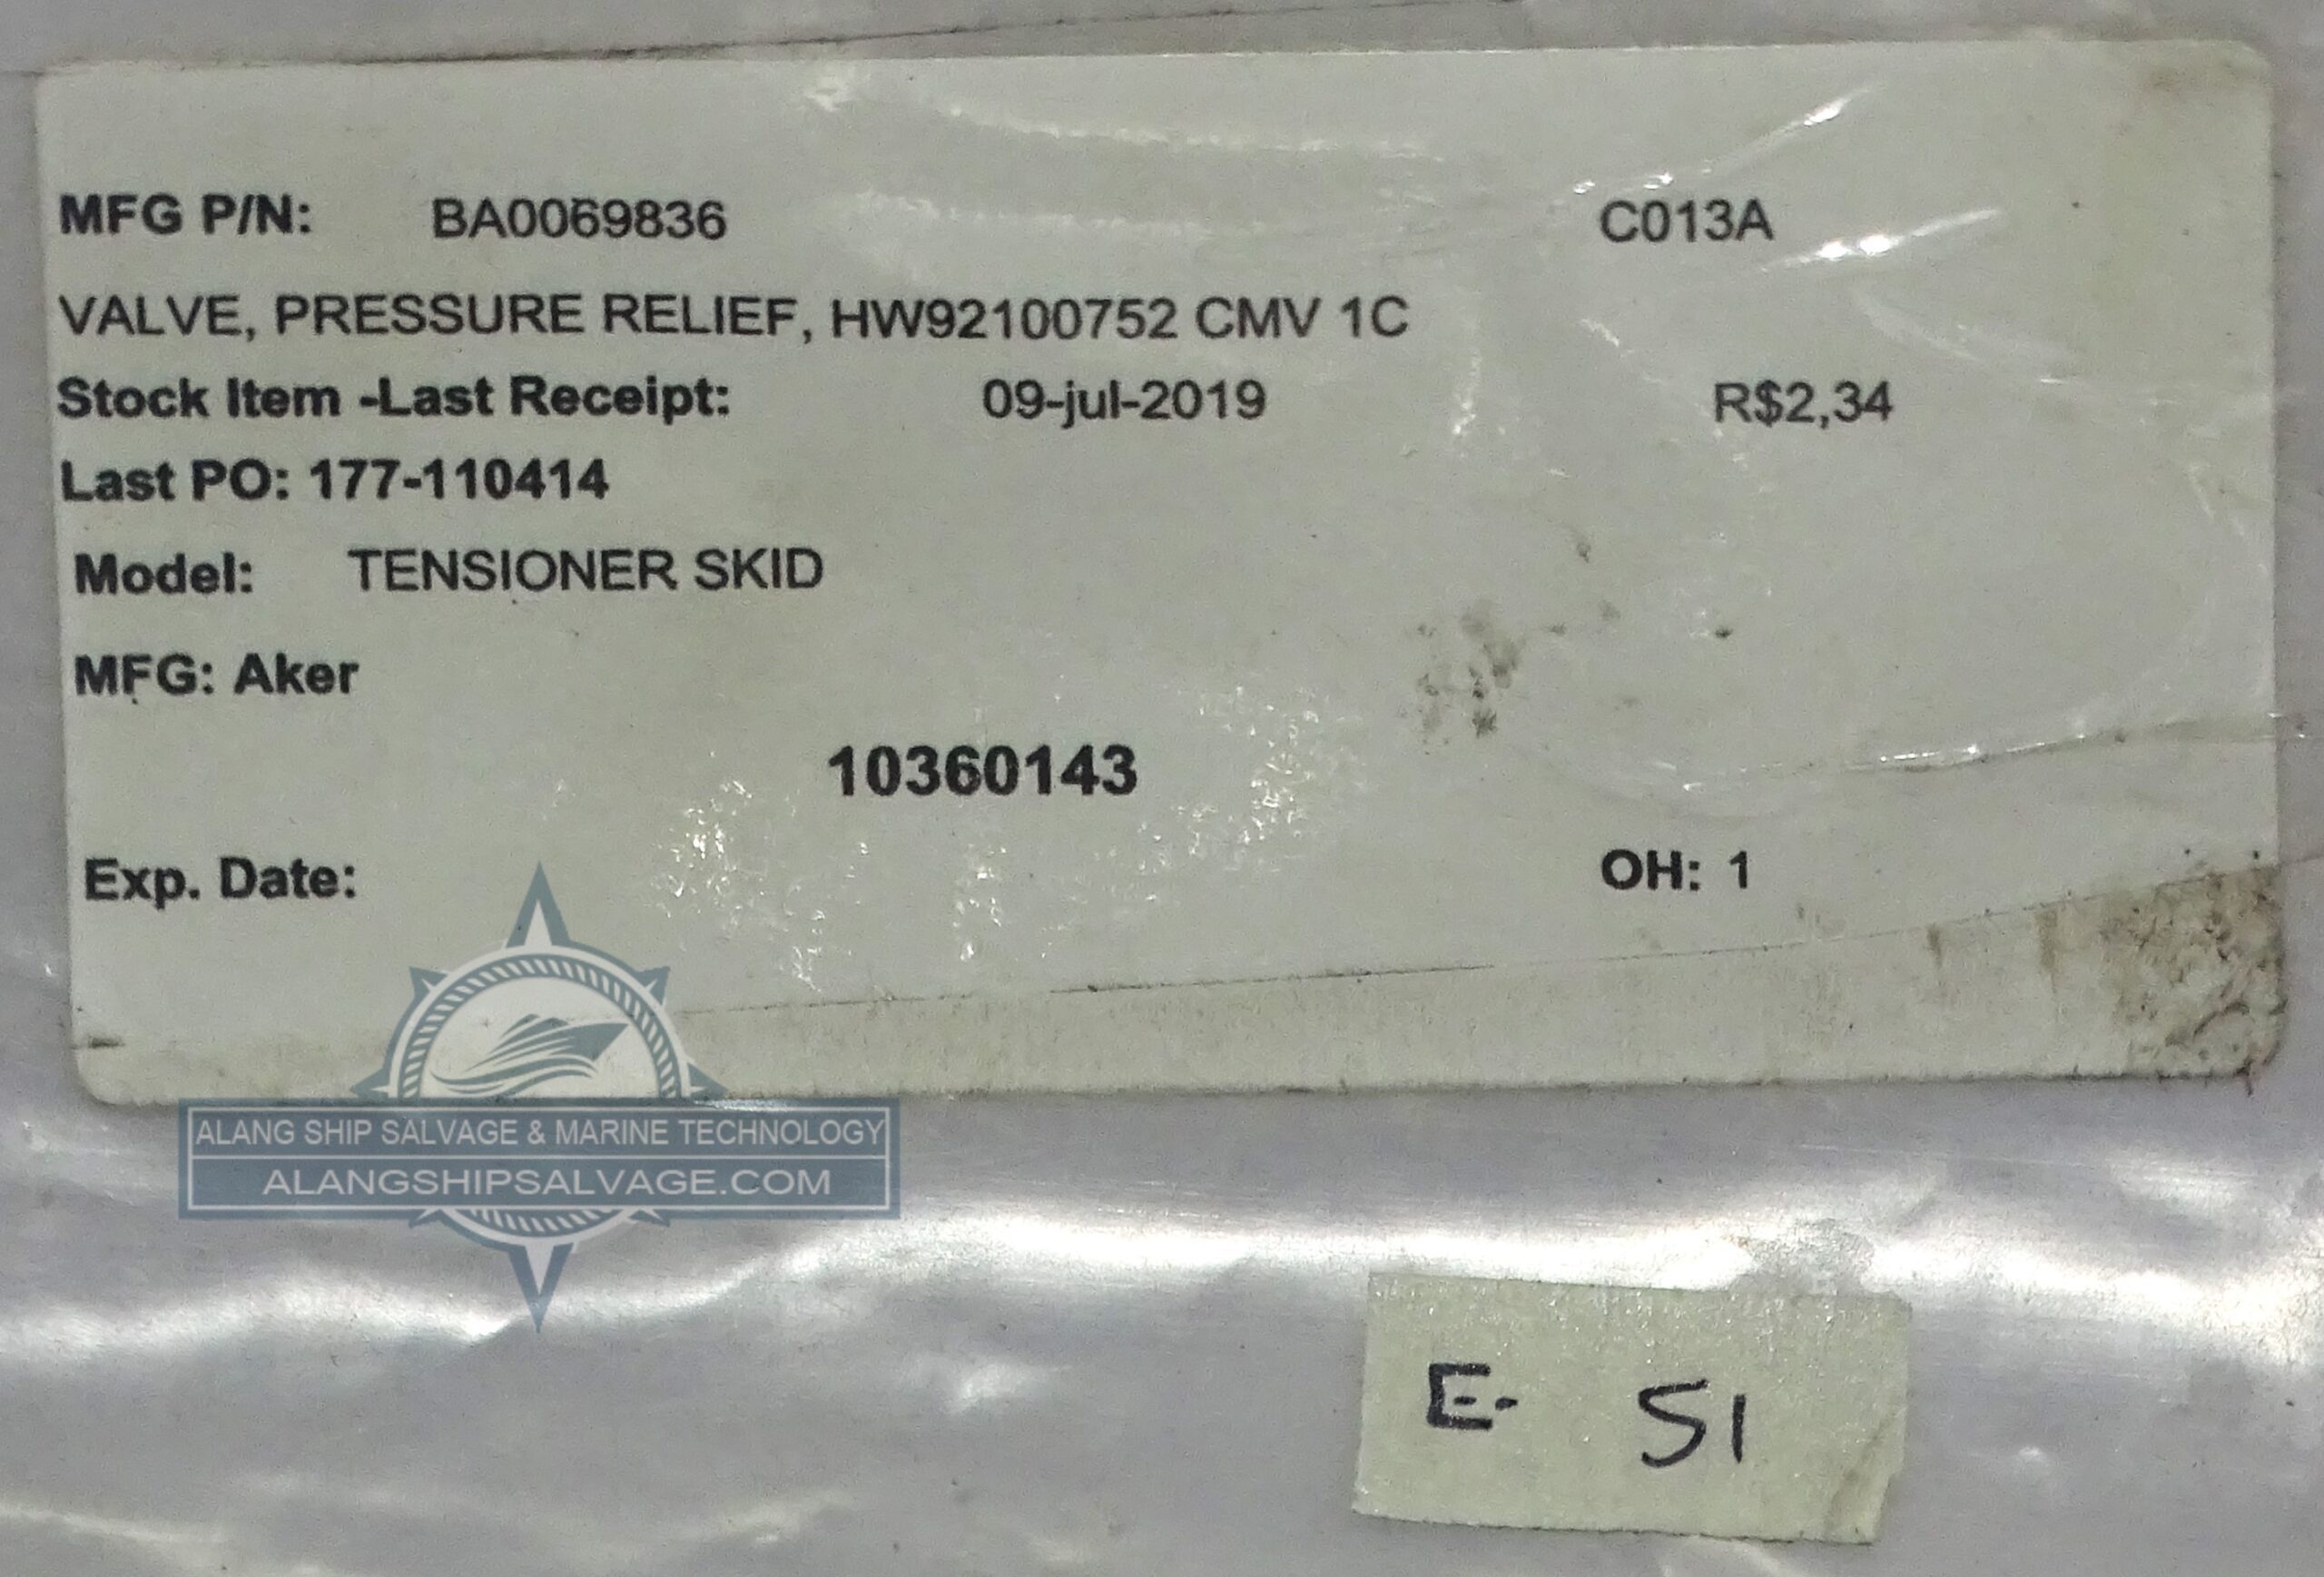 MFG P/N: BA0069836 C013A
VALVE, PRESSURE RELIEF, HW92100752 CMV 1C
Stock Item -Last Receipt: 09-jul-2019 R$2,34
Last PO: 177-110414
Model: TENSIONER SKID
MFG: Aker
10360143
Exp. Date: OH: 1
ALANG SHIP SALVAGE & MARINE TECHNOLOGY
ALANGSHIPSALVAGE.COM
E- 51